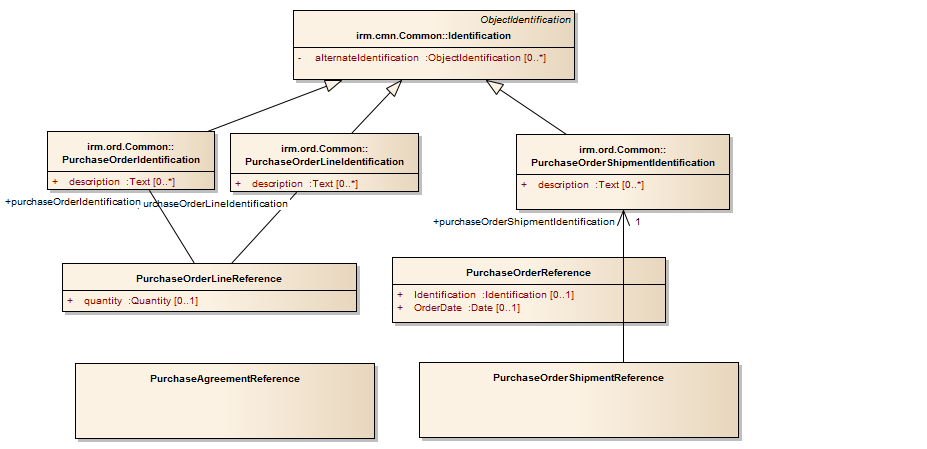 ObjectIdentification
irm.cmn.Common::Identification
- alternateIdentification :ObjectIdentification [0..*]
irm.ord.Common::
PurchaseOrderIdentification
+ description :Text [0..*]
irm.ord.Common::
PurchaseOrderLineIdentification
+ description :Text [0..*]
irm.ord.Common::
PurchaseOrderShipmentIdentification
+ description :Text [0..*]
+purchaseOrderIdentification
urchaseOrderLineIdentification
+purchaseOrderShipmentIdentification
1
PurchaseOrderLineReference
+ quantity :Quantity [0..1]
PurchaseOrderReference
+ Identification :Identification [0..1]
+ OrderDate :Date [0..1]
PurchaseAgreementReference
PurchaseOrderShipmentReference